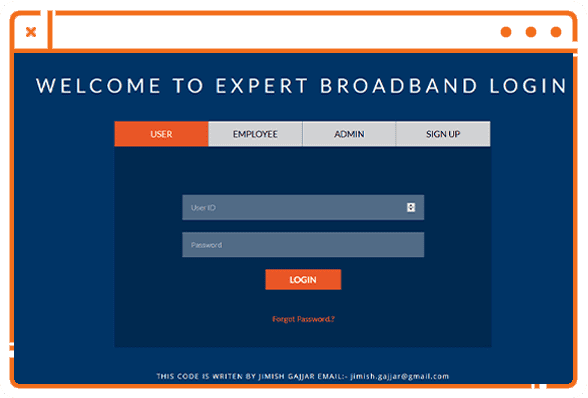 WELCOME TO EXPERT BROADBAND LOGIN
USER EMPLOYEE ADMIN SIGN UP
User ID
Password
LOGIN
Forgot Password.?
THIS CODE IS WRITEN BY JIMISH GAJJAR EMAIL:- jimish.gajjar@gmail.com